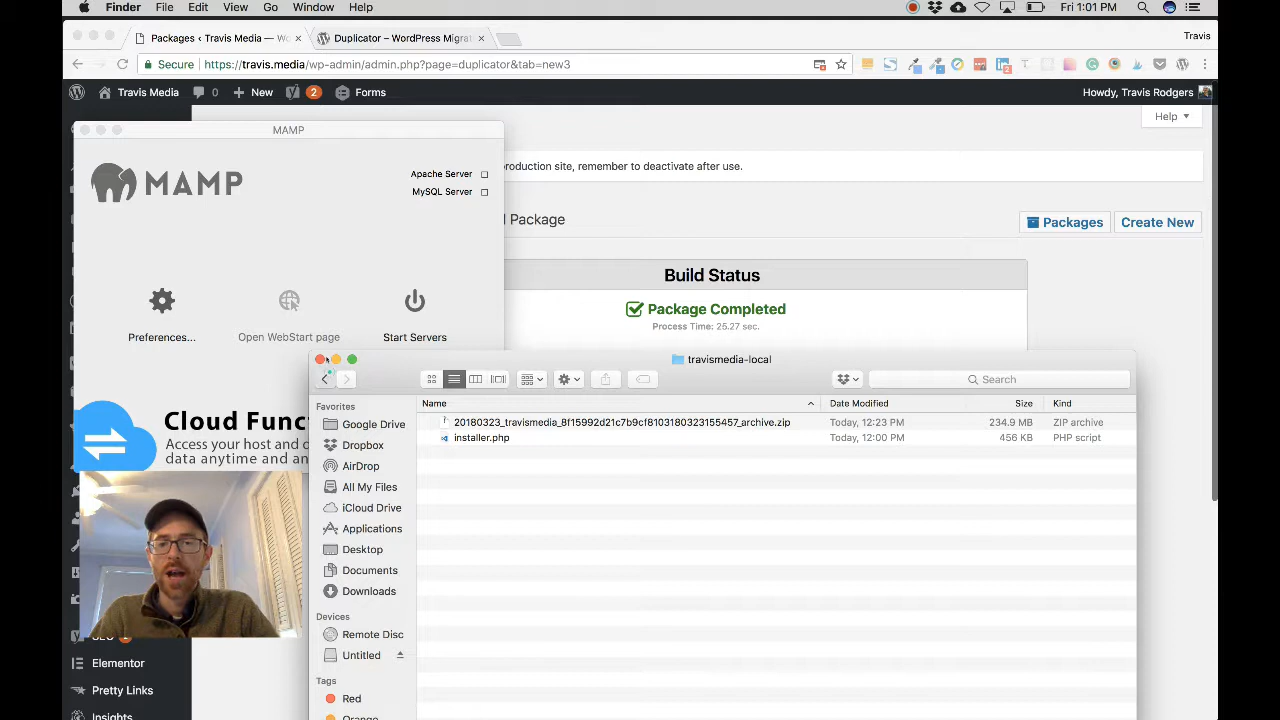 Finder File Edit View Go Window Help Fri 1:01 PM
Packages ‹ Travis Media — W Duplicator – WordPress Migrat Travis
Secure https://travis.media/wp-admin/admin.php?page=duplicator&tab=new3
Travis Media 0 New 2 Forms Howdy, Travis Rodgers
Help
MAMP
production site, remember to deactivate after use.
MAMP
Apache Server
MySQL Server
Package
Packages Create New
Build Status
Package Completed
Process Time: 25.27 sec.
Preferences... Open WebStart page Start Servers
travismedia-local
Search
Favorites
Google Drive
Dropbox
AirDrop
All My Files
iCloud Drive
Applications
Desktop
Documents
Downloads
Devices
Remote Disc
Untitled
Tags
Red
Orange
Name Date Modified Size Kind
20180323_travismedia_8f15992d21c7b9cf8103180323155457_archive.zip Today, 12:23 PM 234.9 MB ZIP archive
installer.php Today, 12:00 PM 456 KB PHP script
Cloud Func
Access your host and
data anytime and an
SEO
Elementor
Pretty Links
Insights